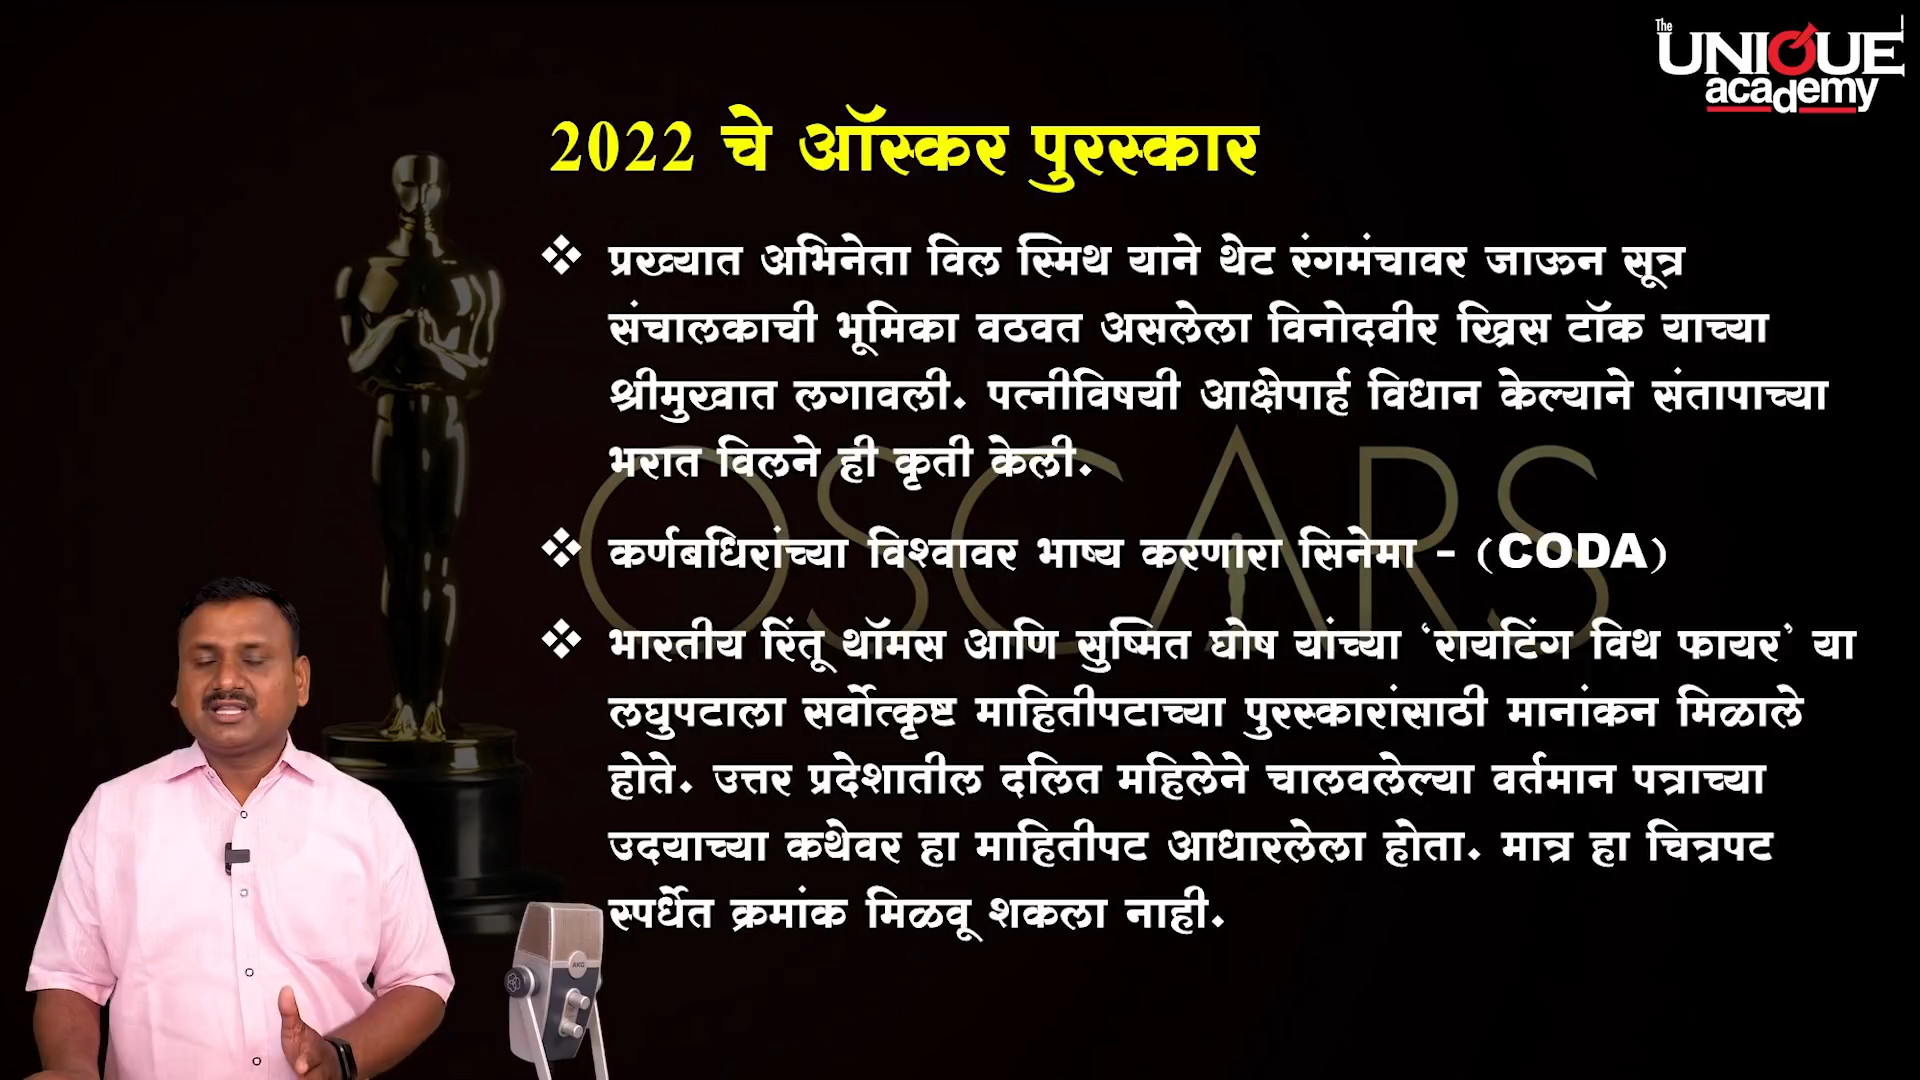 The
UNIQUE
academy
2022 चे ऑस्कर पुरस्कार
❖ प्रख्यात अभिनेता विल स्मिथ याने थेट रंगमंचावर जाऊन सूत्र
संचालकाची भूमिका वठवत असलेला विनोदवीर ख्रिस टॉक याच्या
श्रीमुखात लगावली. पत्नीविषयी आक्षेपार्ह विधान केल्याने संतापाच्या
भरात विलने ही कृती केली.
OSCARS
❖ कर्णबधिरांच्या विश्वावर भाष्य करणारा सिनेमा - (CODA)
❖ भारतीय रिंतू थॉमस आणि सुष्मित घोष यांच्या ‘रायटिंग विथ फायर’ या
लघुपटाला सर्वोत्कृष्ट माहितीपटाच्या पुरस्कारांसाठी मानांकन मिळाले
होते. उत्तर प्रदेशातील दलित महिलेने चालवलेल्या वर्तमान पत्राच्या
उदयाच्या कथेवर हा माहितीपट आधारलेला होता. मात्र हा चित्रपट
स्पर्धेत क्रमांक मिळवू शकला नाही.
AKG